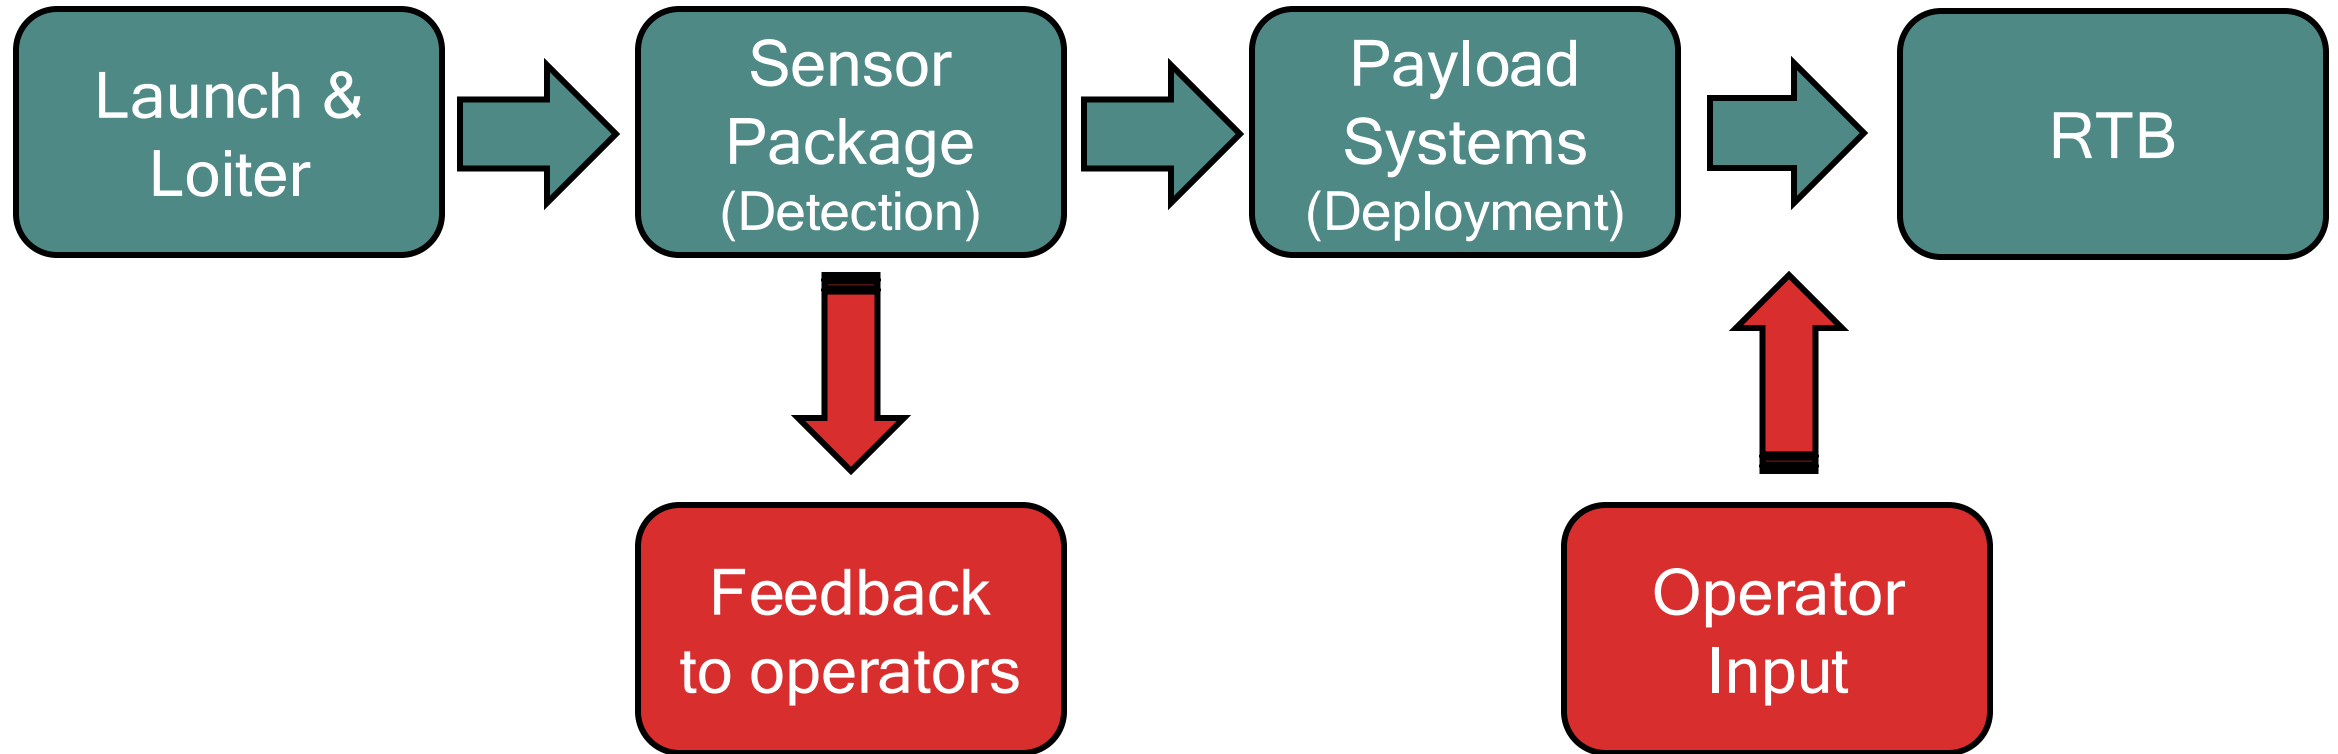 Launch &
Loiter
Sensor
Package
(Detection)
Payload
Systems
(Deployment)
RTB
Feedback
to operators
Operator
Input